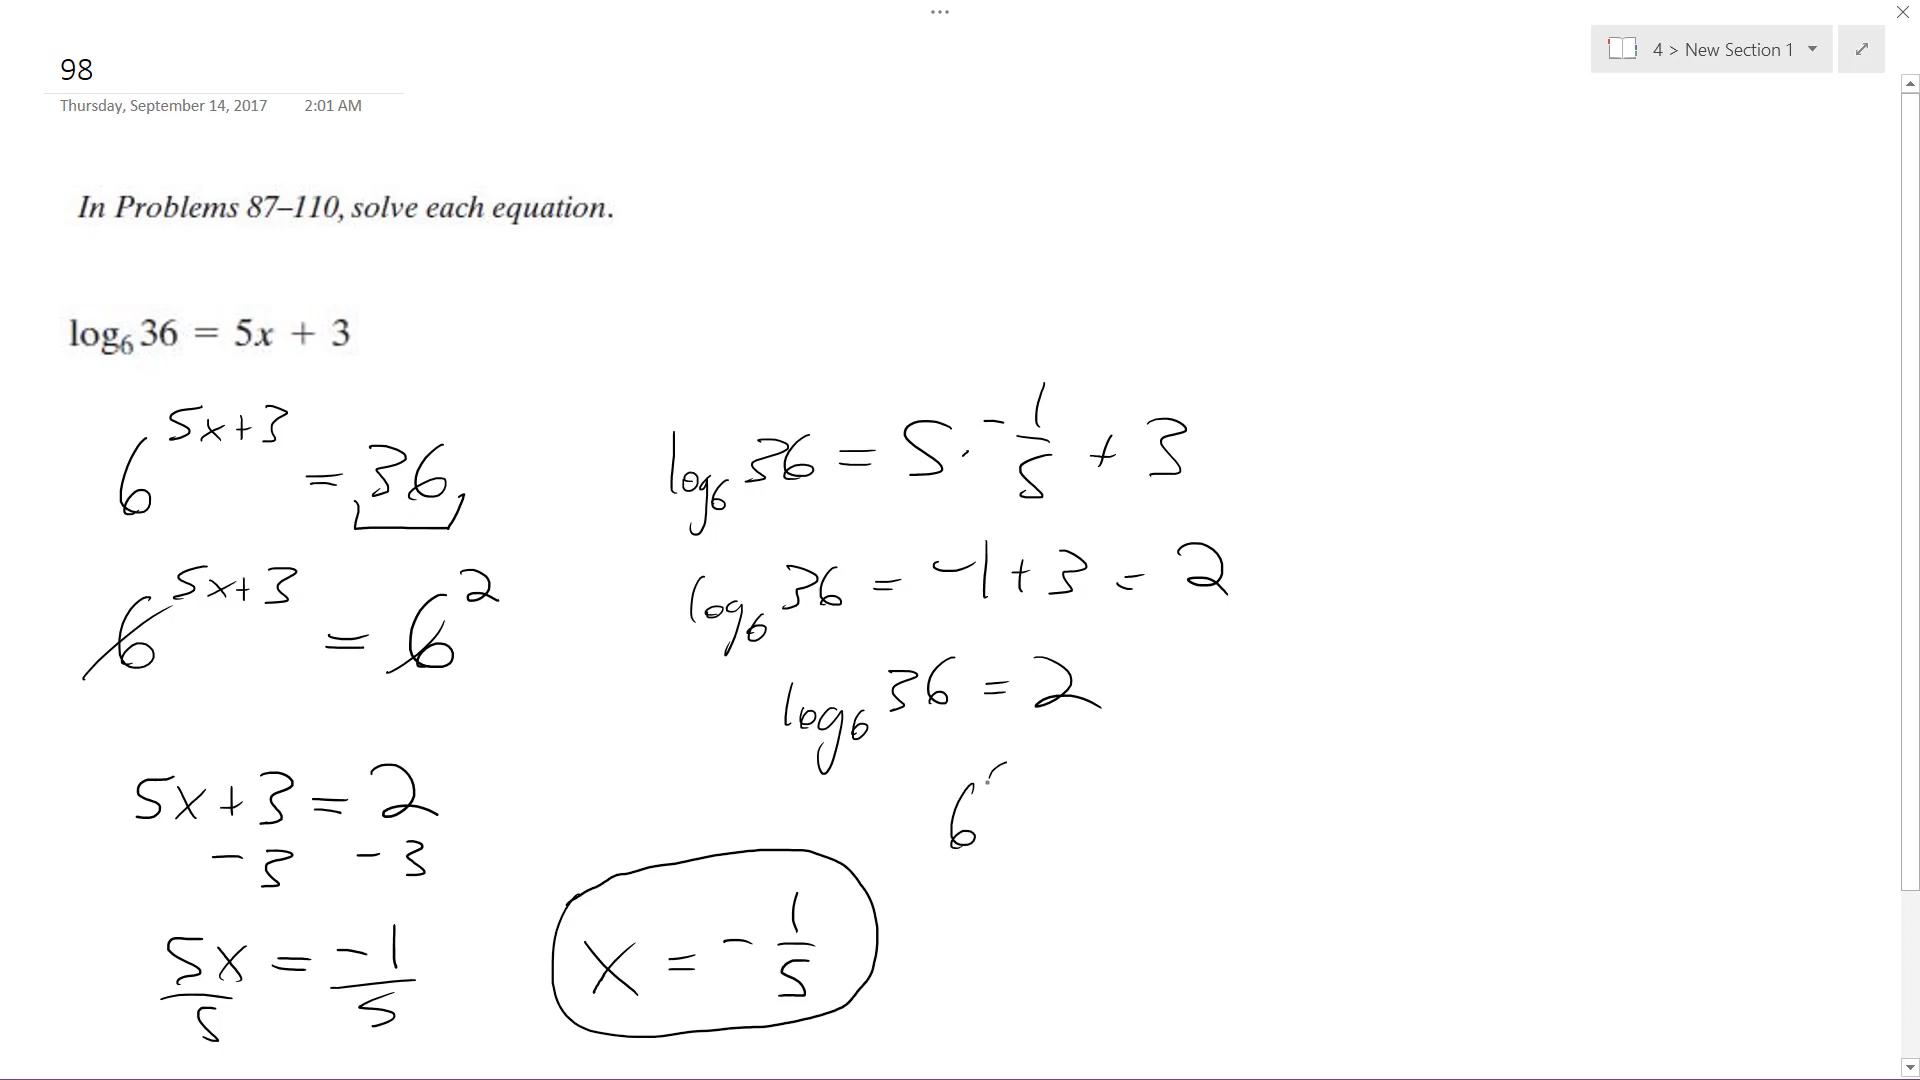 4 > New Section 1
98
Thursday, September 14, 2017 2:01 AM
In Problems 87–110, solve each equation.
log₆ 36 = 5x + 3
6^(5x+3) = 36
6^(5x+3) = 6^2
5x+3 = 2
-3 -3
5x/5 = -1/5
x = -1/5
log₆ 36 = 5·-1/5 + 3
log₆ 36 = -1+3 = 2
log₆ 36 = 2
6